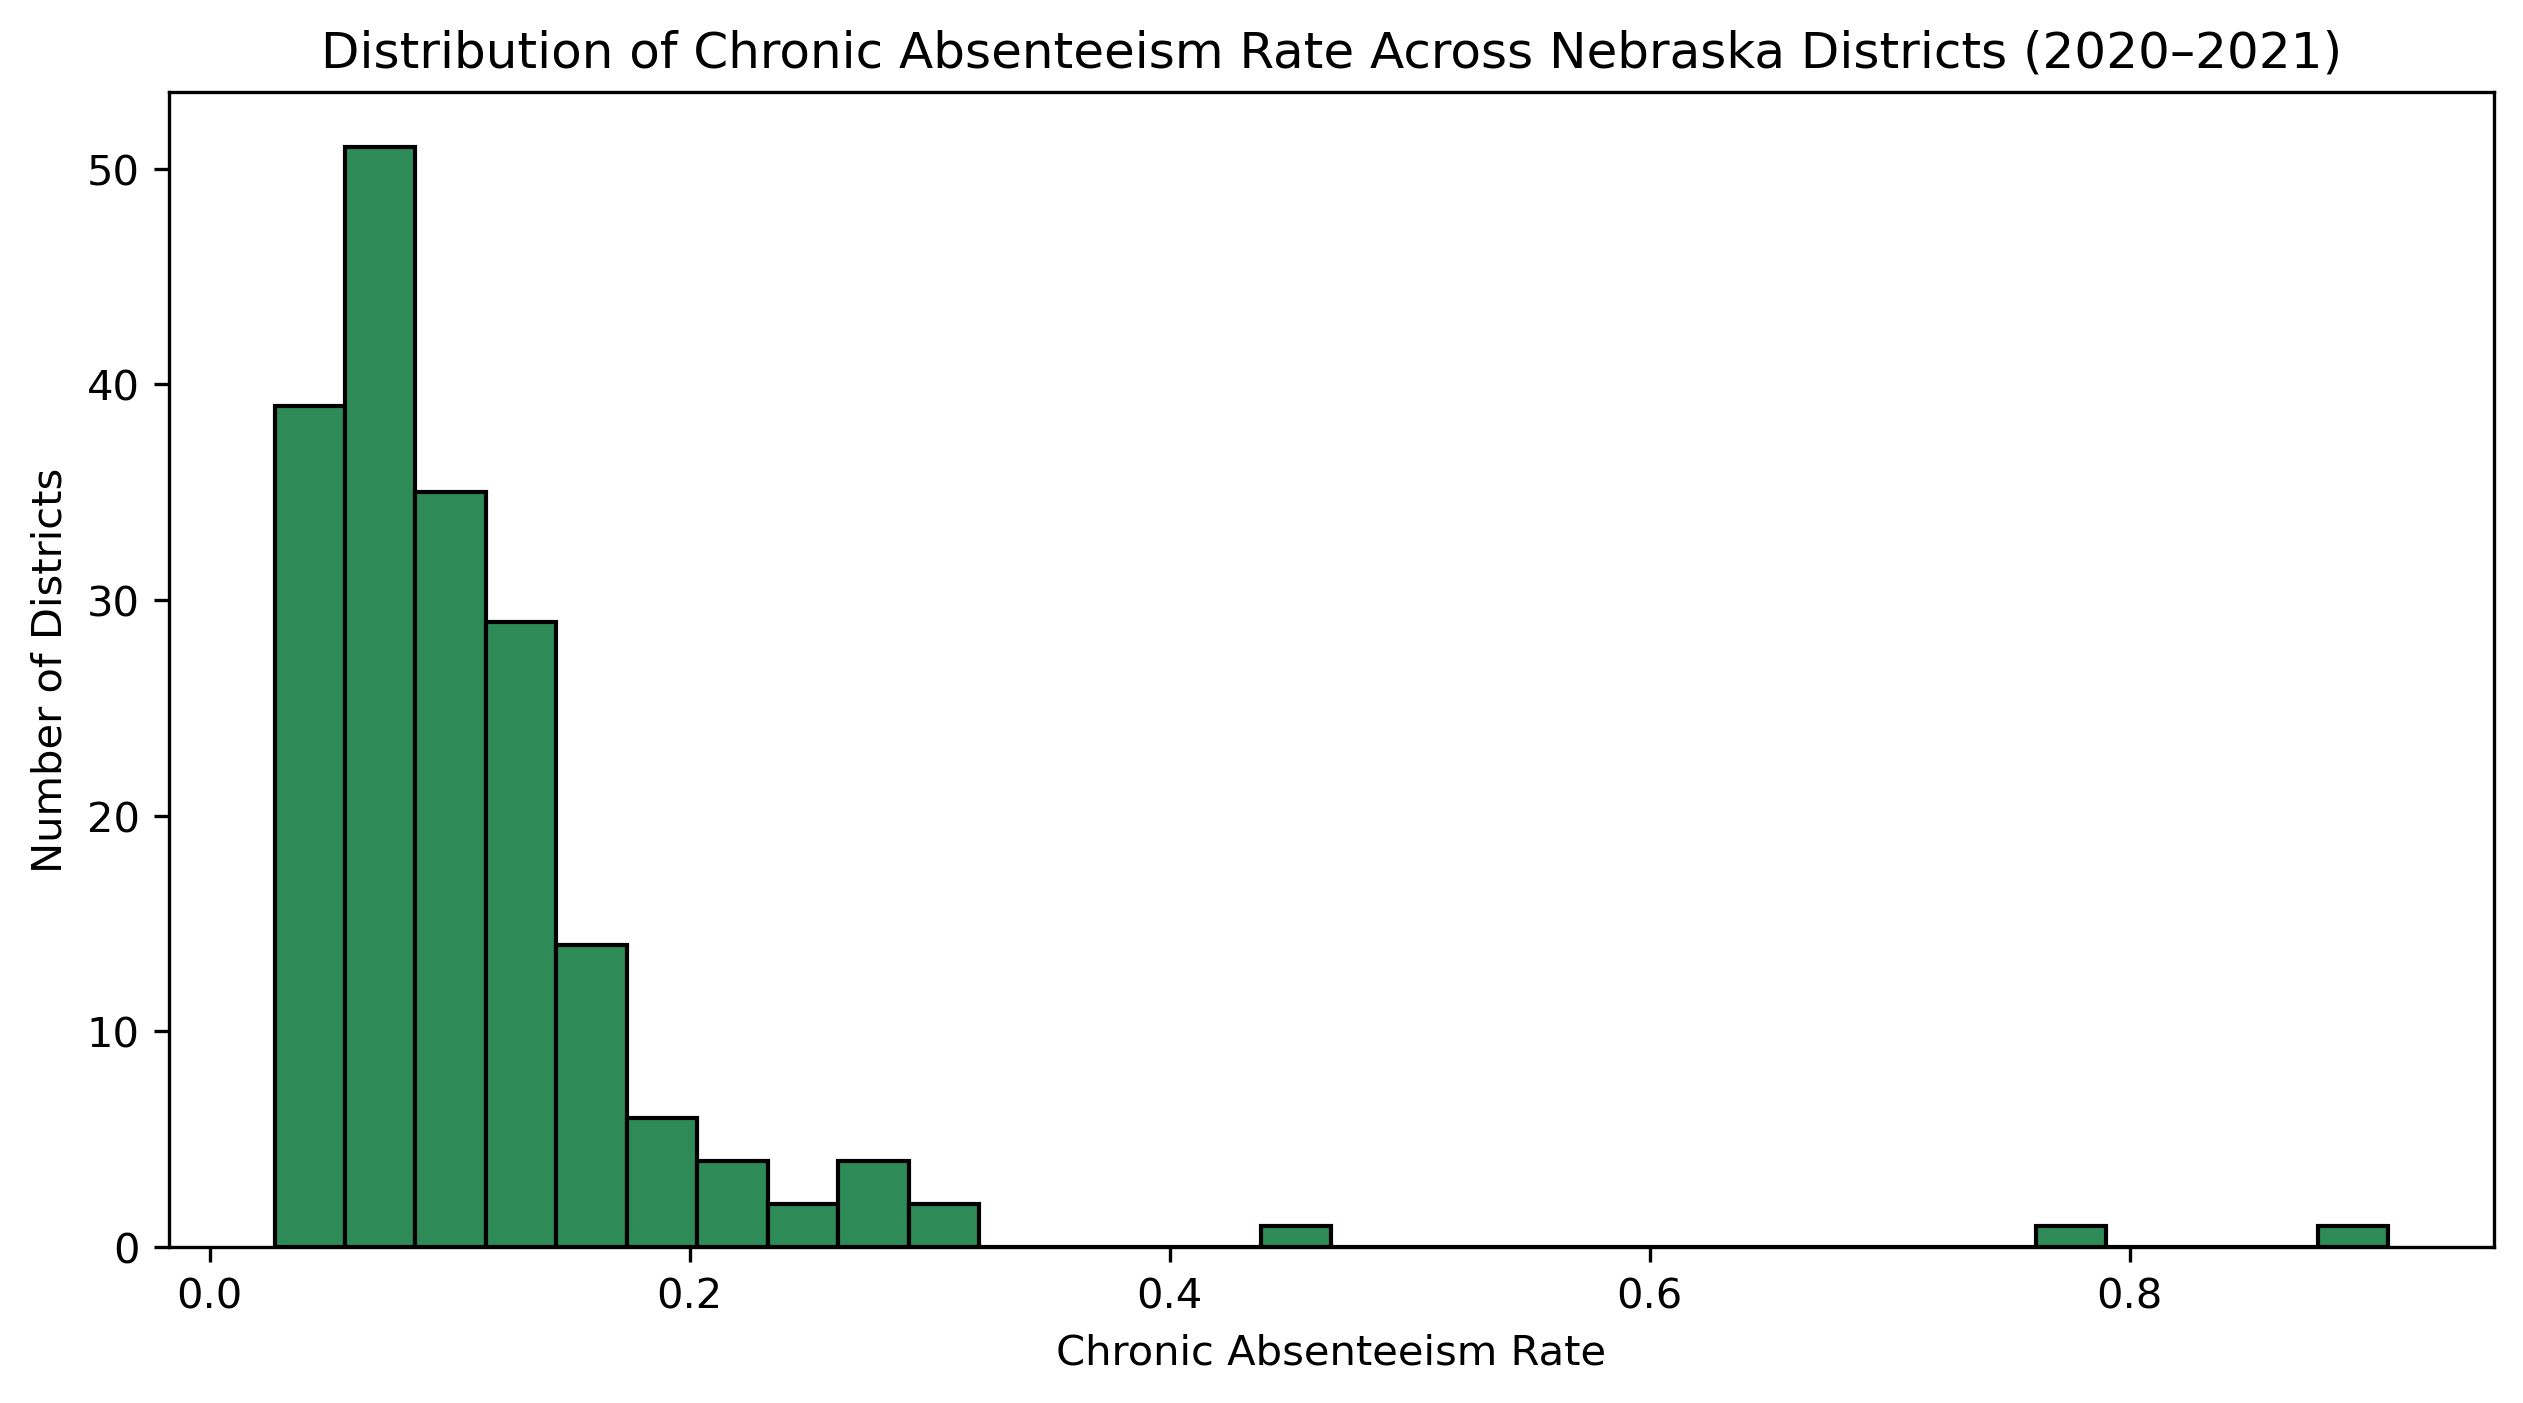 Distribution of Chronic Absenteeism Rate Across Nebraska Districts (2020–2021)
50
40
30
20
10
0
Number of Districts
0.0 0.2 0.4 0.6 0.8
Chronic Absenteeism Rate